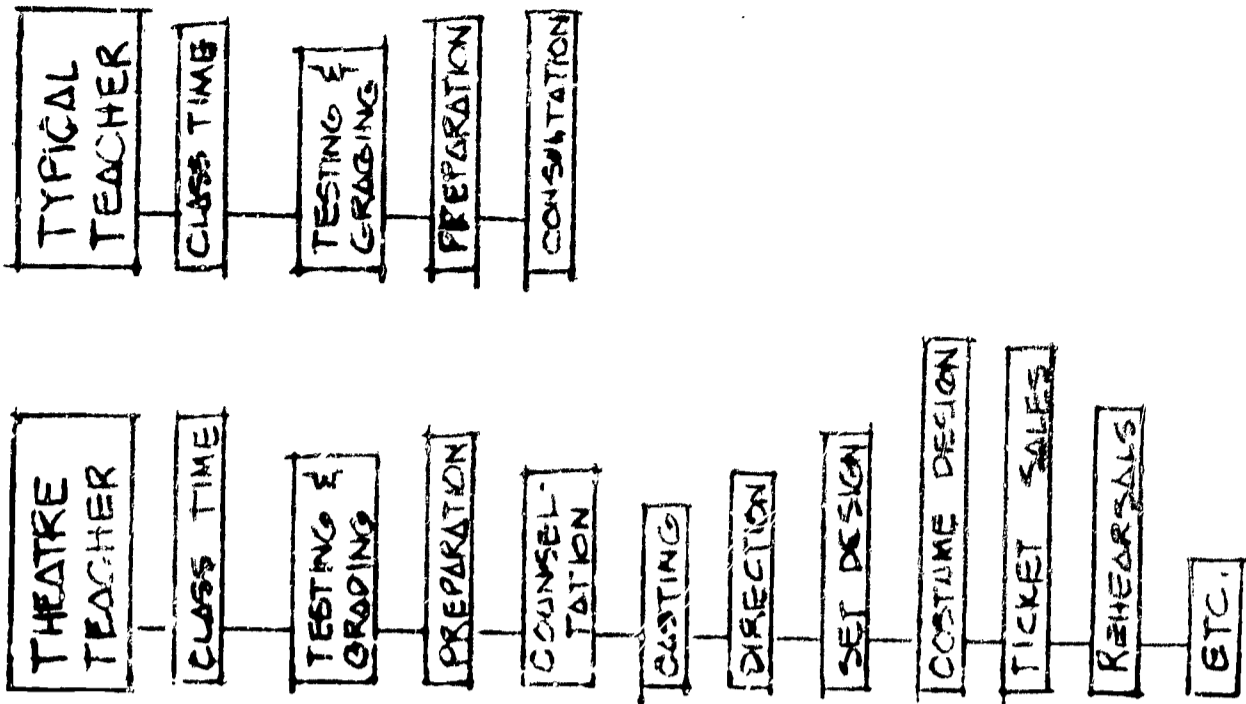 THEATRE
TEACHER
CLASS TIME
TESTING &
GRADING
PREPARATION
COUNSEL-
TATION
CASTING
DIRECTION
SET DESIGN
COSTUME DESIGN
TICKET SALES
REHEARSALS
ETC.
TYPICAL
TEACHER
CLASS TIME
TESTING &
GRADING
PREPARATION
CONSULTATION